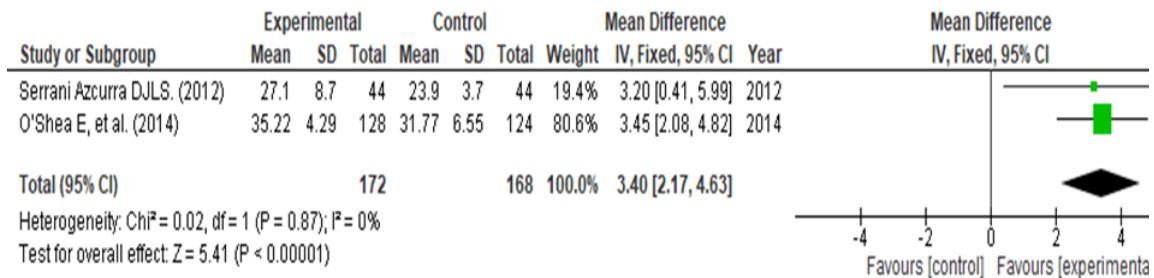 Experimental Control Mean Difference Mean Difference
Study or Subgroup Mean SD Total Mean SD Total Weight IV, Fixed, 95% CI Year IV, Fixed, 95% CI
Serrani Azcurra DJLS. (2012) 27.1 8.7 44 23.9 3.7 44 19.4% 3.20 [0.41, 5.99] 2012
O'Shea E, et al. (2014) 35.22 4.29 128 31.77 6.55 124 80.6% 3.45 [2.08, 4.82] 2014
Total (95% CI) 172 168 100.0% 3.40 [2.17, 4.63]
Heterogeneity: Chi² = 0.02, df = 1 (P = 0.87); I² = 0%
Test for overall effect: Z = 5.41 (P < 0.00001)
-4 -2 0 2 4
Favours [control] Favours [experimenta